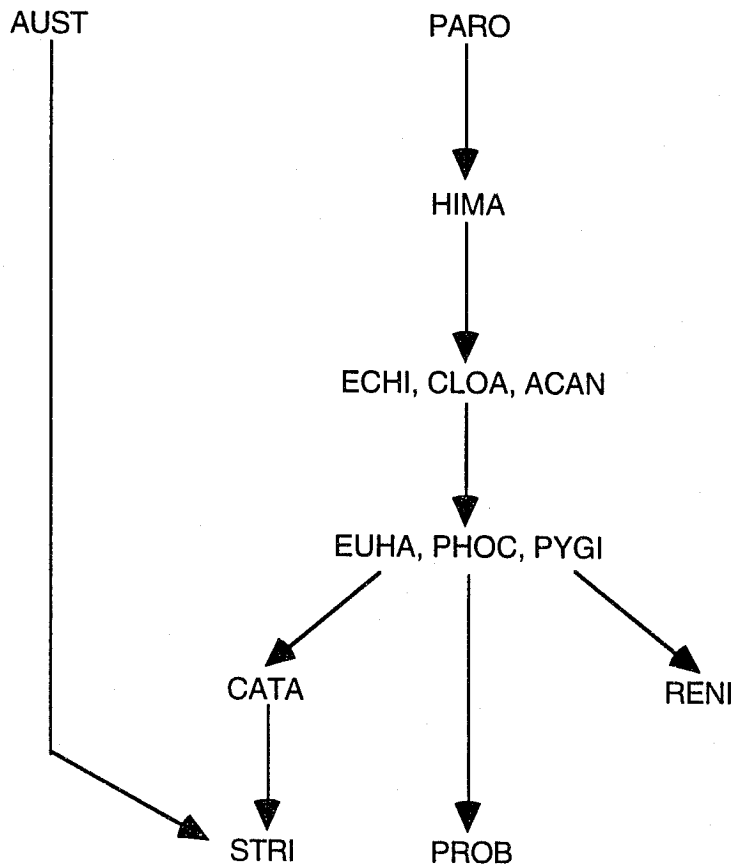 AUST PARO
HIMA
ECHI, CLOA, ACAN
EUHA, PHOC, PYGI
CATA RENI
STRI PROB